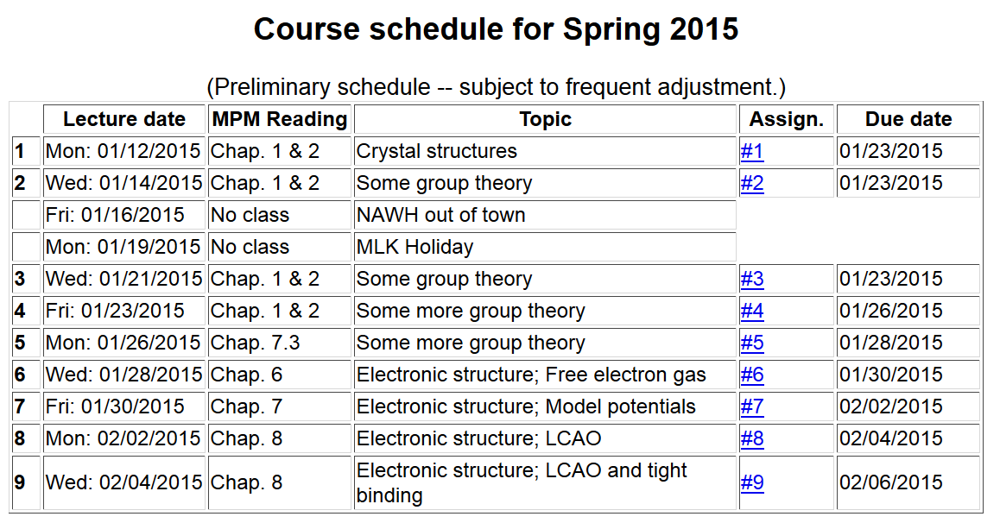 Course schedule for Spring 2015
(Preliminary schedule -- subject to frequent adjustment.)
Lecture date MPM Reading Topic Assign. Due date
1 Mon: 01/12/2015 Chap. 1 & 2 Crystal structures #1 01/23/2015
2 Wed: 01/14/2015 Chap. 1 & 2 Some group theory #2 01/23/2015
Fri: 01/16/2015 No class NAWH out of town
Mon: 01/19/2015 No class MLK Holiday
3 Wed: 01/21/2015 Chap. 1 & 2 Some group theory #3 01/23/2015
4 Fri: 01/23/2015 Chap. 1 & 2 Some more group theory #4 01/26/2015
5 Mon: 01/26/2015 Chap. 7.3 Some more group theory #5 01/28/2015
6 Wed: 01/28/2015 Chap. 6 Electronic structure; Free electron gas #6 01/30/2015
7 Fri: 01/30/2015 Chap. 7 Electronic structure; Model potentials #7 02/02/2015
8 Mon: 02/02/2015 Chap. 8 Electronic structure; LCAO #8 02/04/2015
9 Wed: 02/04/2015 Chap. 8 Electronic structure; LCAO and tight
binding #9 02/06/2015